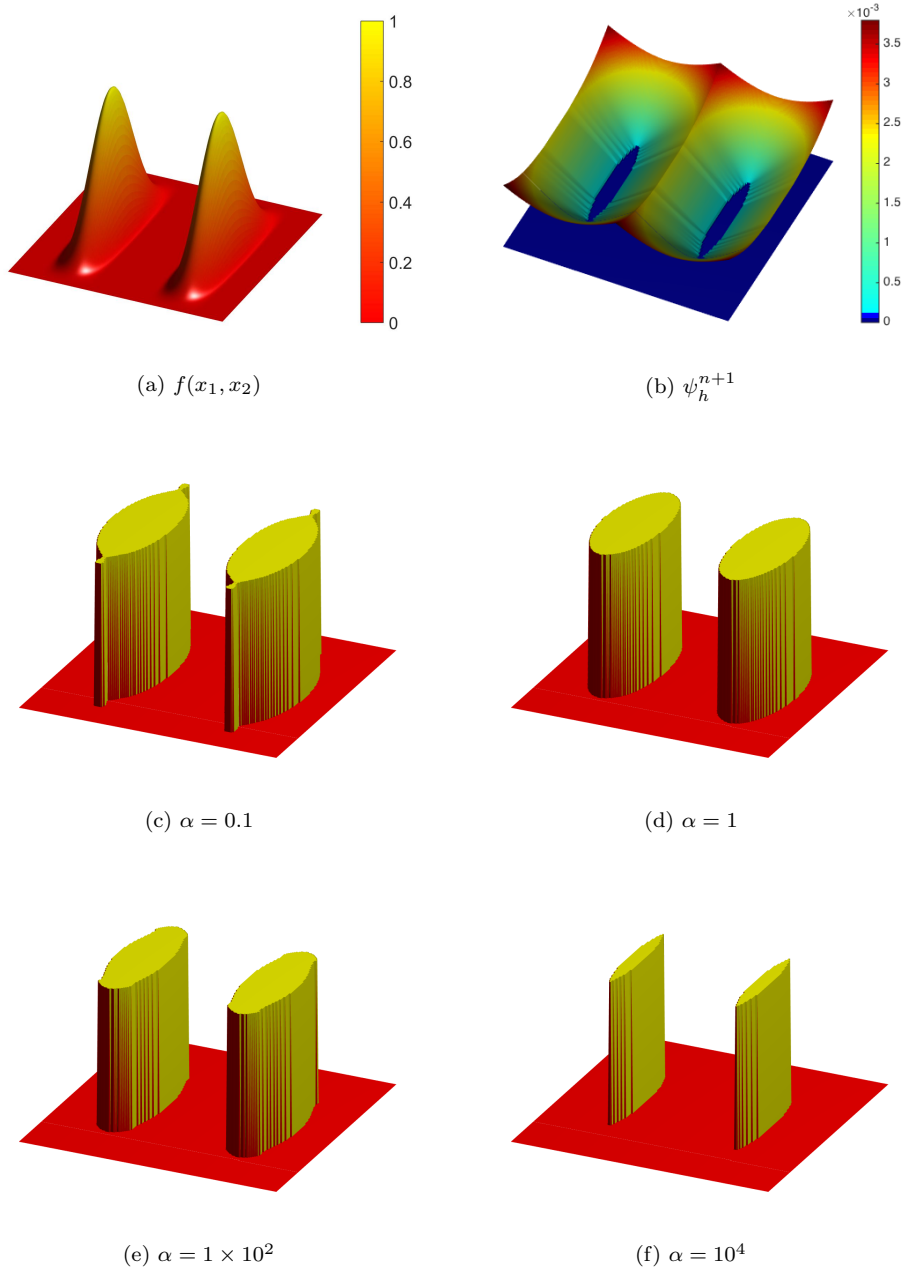 1
0.8
0.6
0.4
0.2
0
×10⁻³
3.5
3
2.5
2
1.5
1
0.5
0
(a) f(x₁, x₂)
(b) ψₕⁿ⁺¹
(c) α = 0.1
(d) α = 1
(e) α = 1 × 10²
(f) α = 10⁴